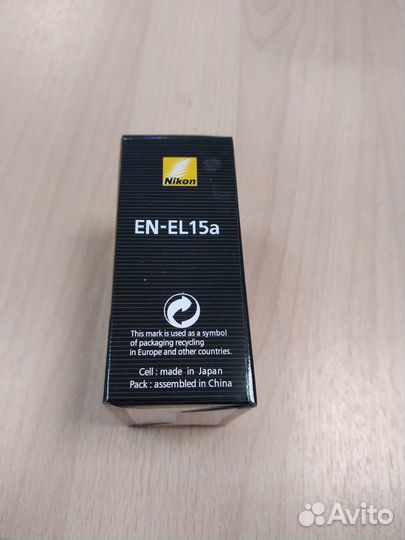 Nikon
EN-EL15a
This mark is used as a symbol
of packaging recycling
in Europe and other countries.
Cell : made in Japan
Pack : assembled in China
Avito